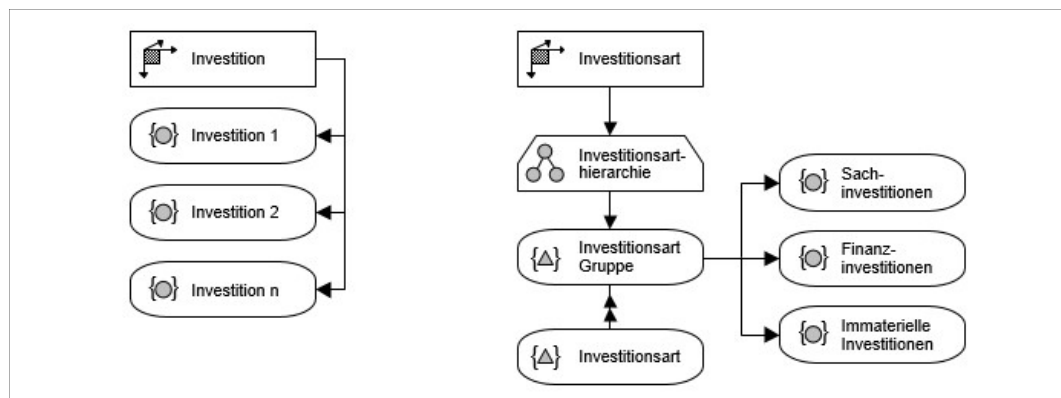 Investition
Investition 1
Investition 2
Investition n
Investitionsart
Investitionsart-
hierarchie
Investitionsart
Gruppe
Investitionsart
Sach-
investitionen
Finanz-
investitionen
Immaterielle
Investitionen